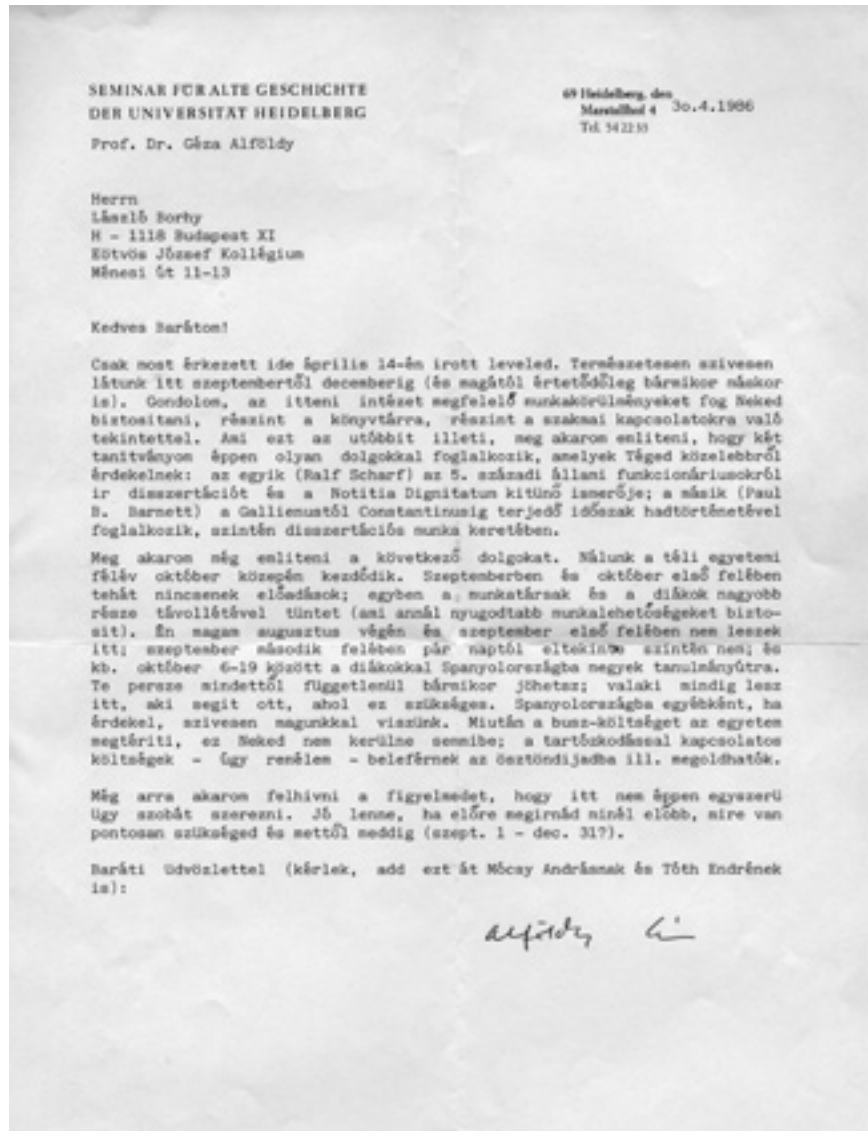 SEMINAR FÜR ALTE GESCHICHTE
DER UNIVERSITÄT HEIDELBERG
Prof. Dr. Géza Alföldy
69 Heidelberg, den
Marstallhof 4 3o.4.1986
Tel. 54 22 33
Herrn
László Borhy
H - 1118 Budapest XI
Eötvös József Kollégium
Ménesi út 11-13
Kedves Barátom!
Csak most érkezett ide április 14-én irott leveled. Természetesen szivesen
látunk itt szeptembertől decemberig (és magától értetődőleg bármikor máskor
is). Gondolom, az itteni intézet megfelelő munkakörülményeket fog Neked
biztositani, részint a könyvtárra, részint a szakmai kapcsolatokra való
tekintettel. Ami ezt az utóbbit illeti, meg akarom emliteni, hogy két
tanitványom éppen olyan dolgokkal foglalkozik, amelyek Téged közelebbről
érdekelnek: az egyik (Ralf Scharf) az 5. századi állami funkcionáriusokról
ir disszertációt és a Notitia Dignitatum kitünő ismerője; a másik (Paul
B. Barnett) a Gallienustól Constantinusig terjedő időszak hadtörténetével
foglalkozik, szintén disszertációs munka keretében.
Meg akarom még emliteni a következő dolgokat. Nálunk a téli egyetemi
félév október közepén kezdődik. Szeptemberben és október első felében
tehát nincsenek előadások; egyben a munkatársak és a diákok nagyobb
része távollétével tüntet (ami annál nyugodtabb munkalehetőségeket bizto-
sit). Én magam augusztus végén és szeptember első felében nem leszek
itt; szeptember második felében pár naptól eltekintve szintén nem; és
kb. október 6-19 között a diákokkal Spanyolországba megyek tanulmányútra.
Te persze mindettől függetlenül bármikor jöhetsz; valaki mindig lesz
itt, aki segit ott, ahol ez szükséges. Spanyolországba egyébként, ha
érdekel, szivesen magunkkal viszünk. Miután a busz-költséget az egyetem
megtériti, ez Neked nem kerülne semmibe; a tartózkodással kapcsolatos
költségek - úgy remélem - beleférnek az ösztöndijadba ill. megoldhatók.
Még arra akarom felhivni a figyelmedet, hogy itt nem éppen egyszerü
ügy szobát szerezni. Jó lenne, ha előre megirnád minél előbb, mire van
pontosan szükséged és mettől meddig (szept. 1 - dec. 31?).
Baráti üdvözlettel (kérlek, add ezt át Mócsy Andrásnak és Tóth Endrének
is):
Alföldy Géza